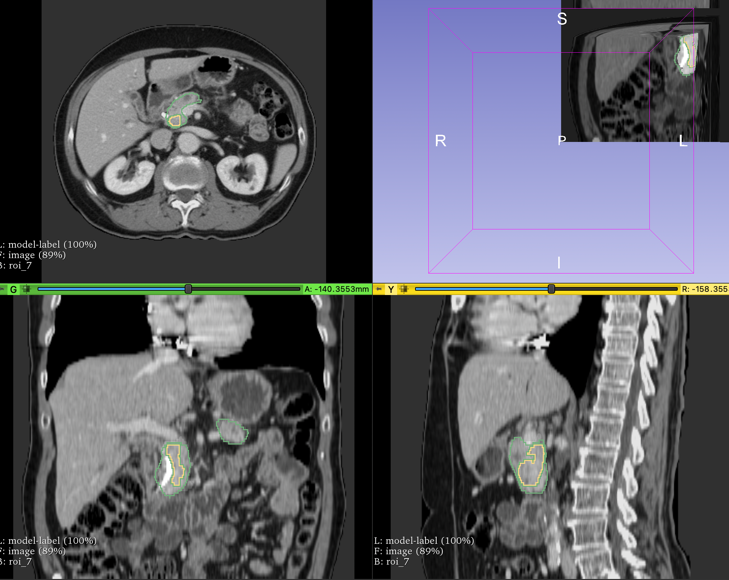 S
R
P
L
I
L: model-label (100%)
F: image (89%)
B: roi_7
G
A: -140.3553mm
Y
R: -158.355
L: model-label (100%)
F: image (89%)
B: roi_7
L: model-label (100%)
F: image (89%)
B: roi_7